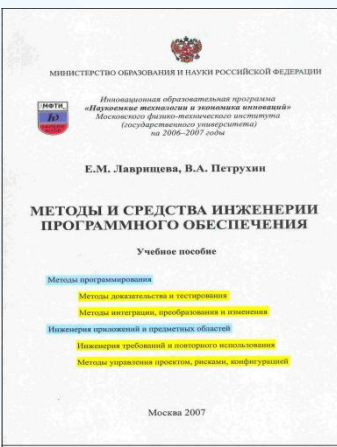 МИНИСТЕРСТВО ОБРАЗОВАНИЯ И НАУКИ РОССИЙСКОЙ ФЕДЕРАЦИИ
МФТИ
Инновационная образовательная программа
«Наукоемкие технологии и экономика инноваций»
Московского физико-технического института
(государственного университета)
на 2006–2007 годы
Е.М. Лаврищева, В.А. Петрухин
МЕТОДЫ И СРЕДСТВА ИНЖЕНЕРИИ
ПРОГРАММНОГО ОБЕСПЕЧЕНИЯ
Учебное пособие
Методы программирования
Методы доказательства и тестирования
Методы интеграции, преобразования и изменения
Инженерия приложений и предметных областей
Инженерия требований и повторного использования
Методы управления проектом, рисками, конфигурацией
Москва 2007